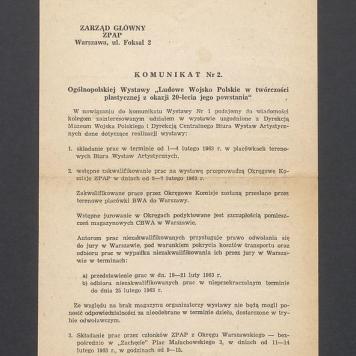 ZARZĄD GŁÓWNY
ZPAP
Warszawa, ul. Foksal 2
KOMUNIKAT Nr 2.
Ogólnopolskiej Wystawy „Ludowe Wojsko Polskie w twórczości
plastycznej z okazji 20-lecia jego powstania"
W nawiązaniu do komunikatu Wystawy Nr 1 podajemy do wiadomości
kolegom zainteresowanym udziałem w wystawie uzgodnione z Dyrekcją
Muzeum Wojska Polskiego i Dyrekcją Centralnego Biura Wystaw Artystycz-
nych dane dotyczące realizacji wystawy:
1. składanie prac w terminie od 1—4 lutego 1963 r. w placówkach tereno-
wych Biura Wystaw Artystycznych.
2. wstępne zakwalifikowanie prac na wystawę przeprowadzą Okręgowe Ko-
misje ZPAP w dniach od lutego 1963 r.
Zakwalifikowane prace przez Okręgowe Komisje zostaną przesłane przez
terenowe placówki BWA do Warszawy.
Wstępne jurowanie w Okręgach podyktowane jest szczupłością pomiesz-
czeń magazynowych CBWA w Warszawie.
Autorom prac niezakwalifikowanych przysługuje prawo odwołania się
do jury w Warszawie, pod warunkiem pokrycia kosztów transportu oraz
odbioru prac w wypadku niezakwalifikowania ich przez jury w Warsza-
wie w terminach:
a) przedstawienie prac w dn. 19—21 luty 1963 r.
b) odbiora niezakwalifikowanych prac w nieprzekraczalnym terminie
do dnia 25 lutego 1963 r.
Ze względu na brak magazynu organizatorzy wystawy nie będą mogli po-
nosić odpowiedzialności za nieodebrane w terminie dzieła, dostarczone w try-
bie odwoławczym.
3. Składanie prac przez członków ZPAP z Okręgu Warszawskiego — bez-
pośrednio w „Zachęcie" Plac Małachowskiego 3, w dniach od 11—14
lutego 1963 r., w godzinach od 9—15.